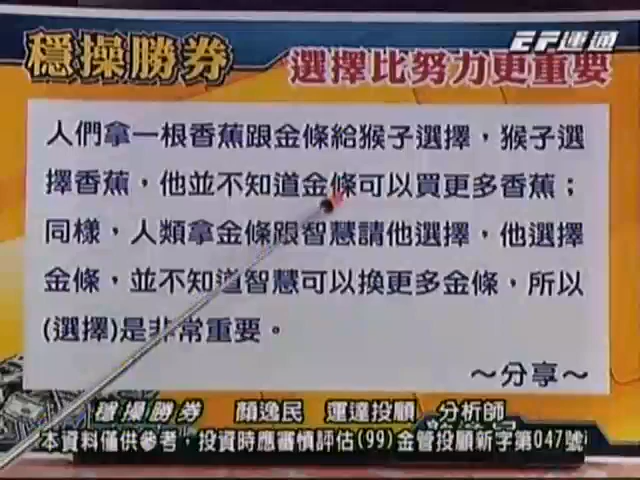 穩操勝券
EF運通
選擇比努力更重要
人們拿一根香蕉跟金條給猴子選擇，猴子選
擇香蕉，他並不知道金條可以買更多香蕉；
同樣，人類拿金條跟智慧請他選擇，他選擇
金條，並不知道智慧可以換更多金條，所以
(選擇)是非常重要。
～分享～
穩操勝券 顏逸民 運達投顧 分析師
本資料僅供參考，投資時應審慎評估(99)金管投顧新字第047號